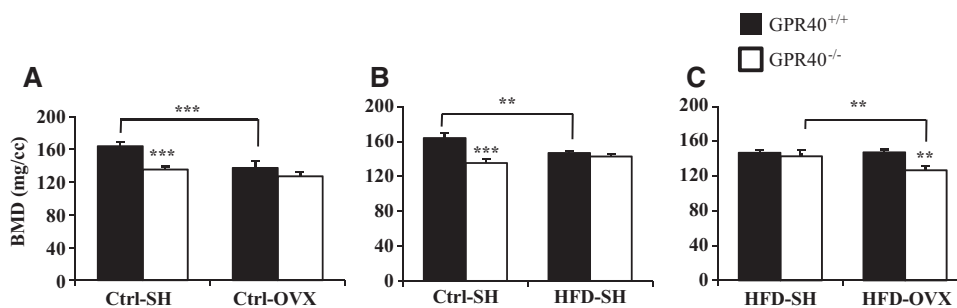 GPR40+/+
GPR40-/-
A
B
C
BMD (mg/cc)
200
160
120
80
40
0
***
***
Ctrl-SH
Ctrl-OVX
200
160
120
80
40
0
**
***
Ctrl-SH
HFD-SH
200
160
120
80
40
0
**
**
HFD-SH
HFD-OVX